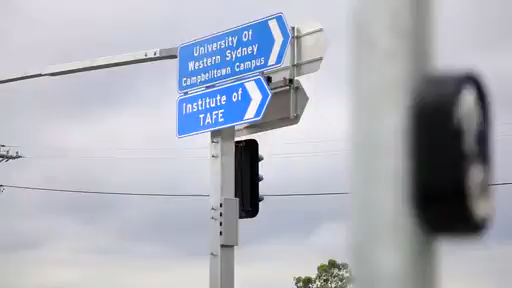 University Of
Western Sydney
Campbelltown Campus
Institute of
TAFE